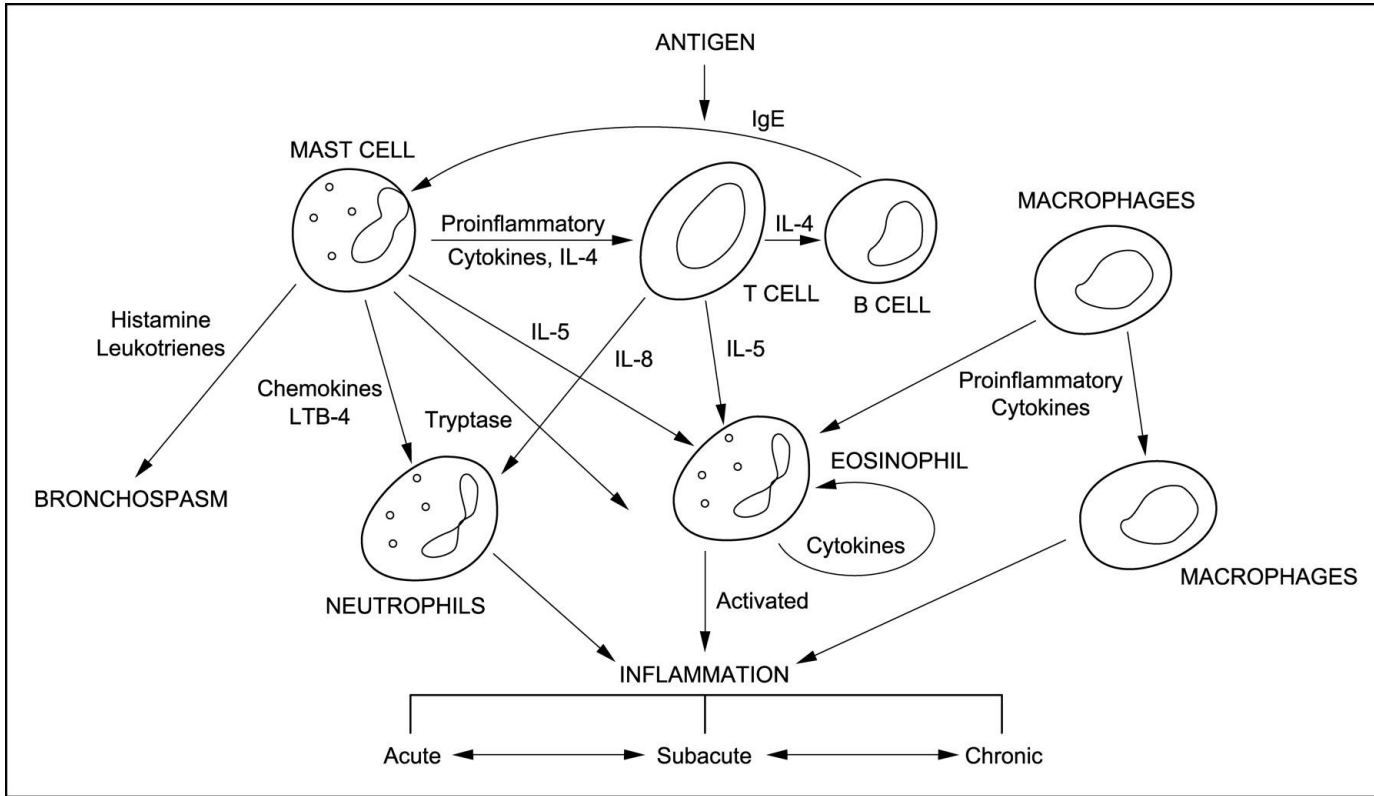 ANTIGEN
IgE
MAST CELL
MACROPHAGES
Proinflammatory
Cytokines, IL-4
IL-4
T CELL
B CELL
Histamine
Leukotrienes
IL-5
IL-8
IL-5
Chemokines
LTB-4
Tryptase
Proinflammatory
Cytokines
EOSINOPHIL
BRONCHOSPASM
Cytokines
MACROPHAGES
NEUTROPHILS
Activated
INFLAMMATION
Acute
Subacute
Chronic